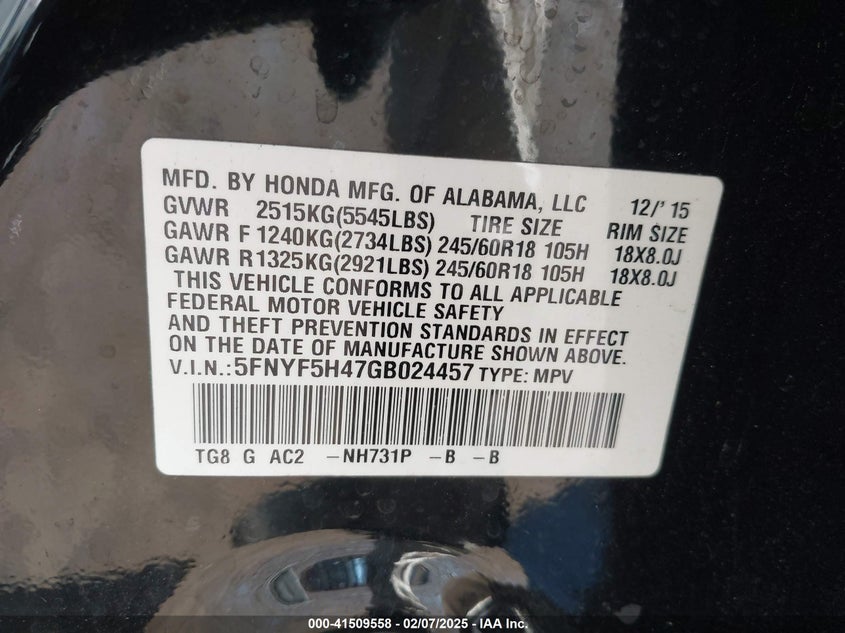 MFD. BY HONDA MFG. OF ALABAMA, LLC 12/' 15
GVWR 2515KG(5545LBS) TIRE SIZE RIM SIZE
GAWR F 1240KG(2734LBS) 245/60R18 105H 18X8.0J
GAWR R1325KG(2921LBS) 245/60R18 105H 18X8.0J
THIS VEHICLE CONFORMS TO ALL APPLICABLE
FEDERAL MOTOR VEHICLE SAFETY
AND THEFT PREVENTION STANDARDS IN EFFECT
ON THE DATE OF MANUFACTURE SHOWN ABOVE.
V.I.N.:5FNYF5H47GB024457 TYPE: MPV
TG8 G AC2 -NH731P -B -B
000-41509558 - 02/07/2025 - IAA Inc.